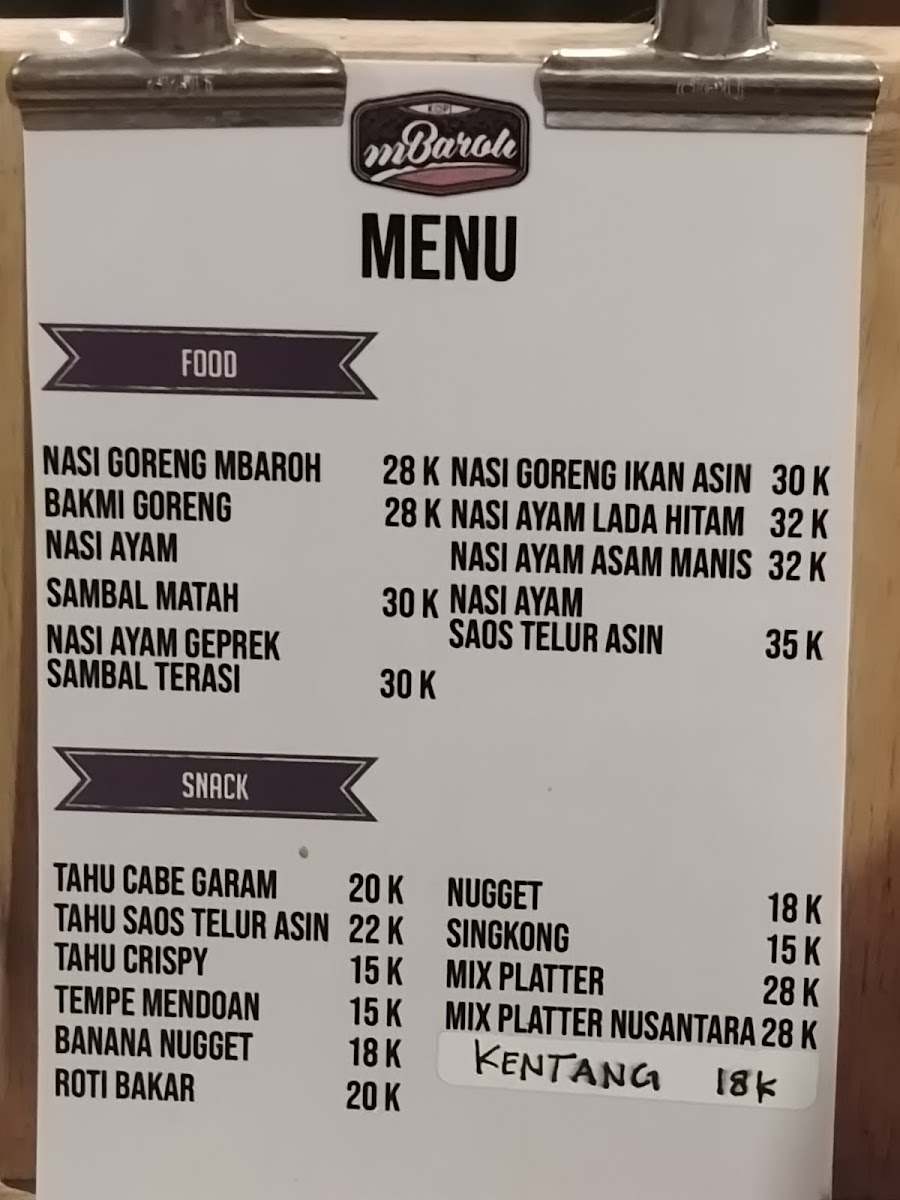 deli
deli
KOPI
mBaroh
MENU
FOOD
NASI GORENG MBAROH 28 K
BAKMI GORENG 28 K
NASI AYAM
SAMBAL MATAH 30 K
NASI AYAM GEPREK
SAMBAL TERASI 30 K
NASI GORENG IKAN ASIN 30 K
NASI AYAM LADA HITAM 32 K
NASI AYAM ASAM MANIS 32 K
NASI AYAM
SAOS TELUR ASIN 35 K
SNACK
TAHU CABE GARAM 20 K
TAHU SAOS TELUR ASIN 22 K
TAHU CRISPY 15 K
TEMPE MENDOAN 15 K
BANANA NUGGET 18 K
ROTI BAKAR 20 K
NUGGET 18 K
SINGKONG 15 K
MIX PLATTER 28 K
MIX PLATTER NUSANTARA 28 K
KENTANG 18K